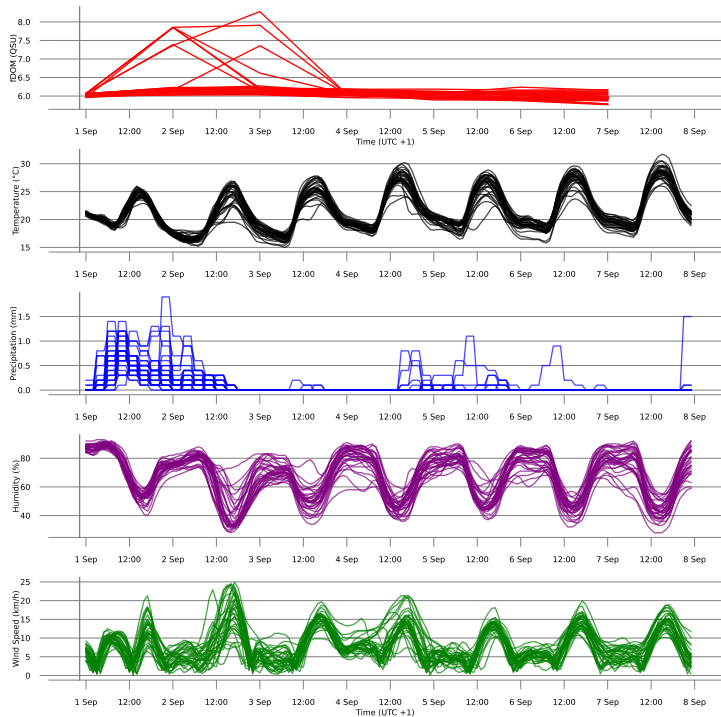 fDOM (QSU)
8.0
7.5
7.0
6.5
6.0
1 Sep 12:00 2 Sep 12:00 3 Sep 12:00 4 Sep 12:00 5 Sep 12:00 6 Sep 12:00 7 Sep 12:00 8 Sep
Time (UTC +1)
Temperature (°C)
30
25
20
15
1 Sep 12:00 2 Sep 12:00 3 Sep 12:00 4 Sep 12:00 5 Sep 12:00 6 Sep 12:00 7 Sep 12:00 8 Sep
Precipitation (mm)
1.5
1.0
0.5
0.0
1 Sep 12:00 2 Sep 12:00 3 Sep 12:00 4 Sep 12:00 5 Sep 12:00 6 Sep 12:00 7 Sep 12:00 8 Sep
Humidity (%)
80
60
40
1 Sep 12:00 2 Sep 12:00 3 Sep 12:00 4 Sep 12:00 5 Sep 12:00 6 Sep 12:00 7 Sep 12:00 8 Sep
Wind Speed (km/h)
25
20
15
10
5
0
1 Sep 12:00 2 Sep 12:00 3 Sep 12:00 4 Sep 12:00 5 Sep 12:00 6 Sep 12:00 7 Sep 12:00 8 Sep
Time (UTC +1)